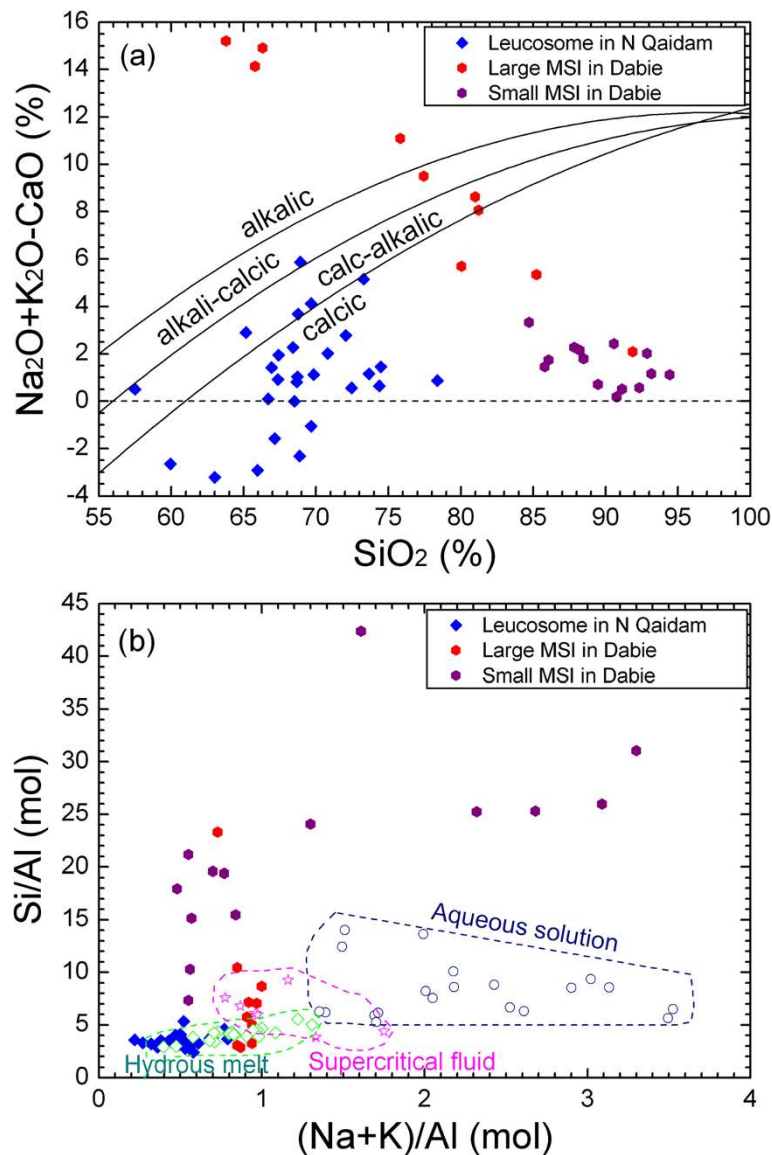 16
14
12
10
8
6
4
2
0
-2
-4
(a)
Leucosome in N Qaidam
Large MSI in Dabie
Small MSI in Dabie
alkalic
alkali-calcic
calc-alkalic
calcic
Na₂O+K₂O-CaO (%)
55 60 65 70 75 80 85 90 95 100
SiO₂ (%)
45
40
35
30
25
20
15
10
5
0
(b)
Leucosome in N Qaidam
Large MSI in Dabie
Small MSI in Dabie
Aqueous solution
Hydrous melt
Supercritical fluid
Si/Al (mol)
0 1 2 3 4
(Na+K)/Al (mol)